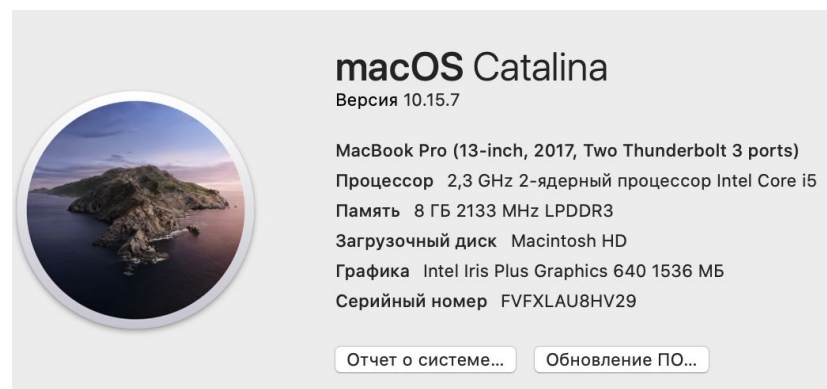 macOS Catalina
Версия 10.15.7
MacBook Pro (13-inch, 2017, Two Thunderbolt 3 ports)
Процессор 2,3 GHz 2-ядерный процессор Intel Core i5
Память 8 ГБ 2133 MHz LPDDR3
Загрузочный диск Macintosh HD
Графика Intel Iris Plus Graphics 640 1536 МБ
Серийный номер FVFXLAU8HV29
Отчет о системе... Обновление ПО...